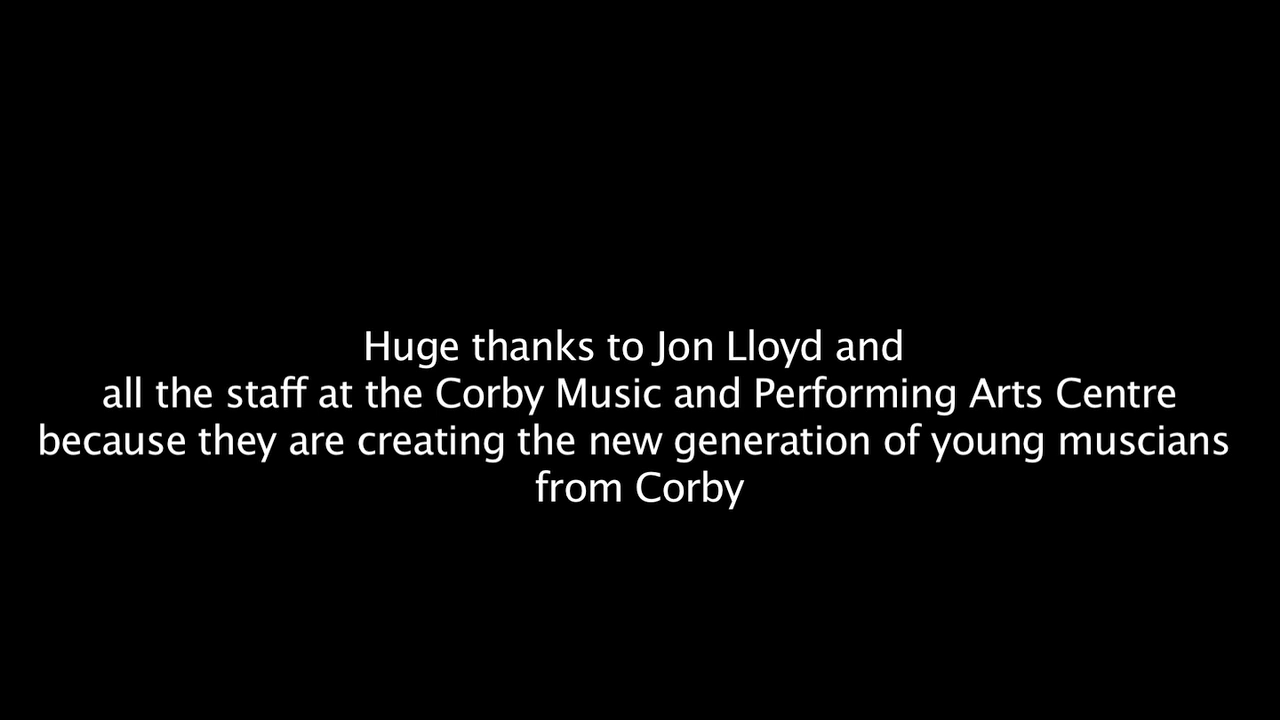 Huge thanks to Jon Lloyd and
all the staff at the Corby Music and Performing Arts Centre
because they are creating the new generation of young muscians
from Corby